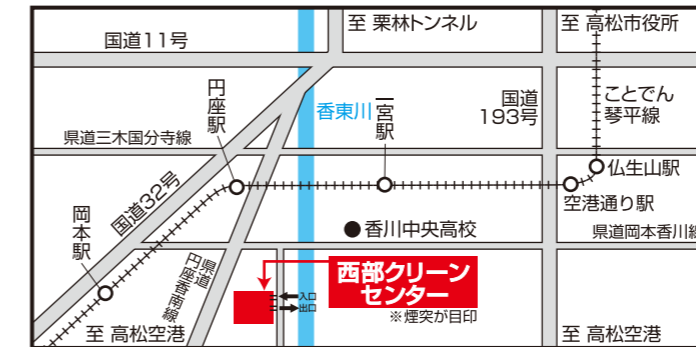 国道11号
至 栗林トンネル
至 高松市役所
円座駅
香東川
一宮駅
国道
193号
ことでん
琴平線
県道三木国分寺線
国道32号
仏生山駅
空港通り駅
岡本駅
香川中央高校
県道岡本香川線
県道
円座香南線
西部クリーン
センター
入口
出口
※煙突が目印
至 高松空港
至 高松空港